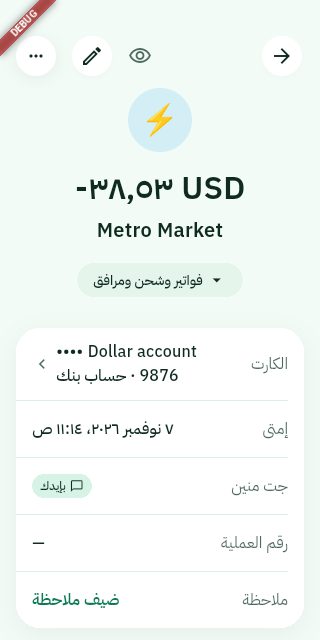 DEBUG
-٣٨,٥٣ USD
Metro Market
فواتير وشحن ومرافق
الكارت
•••• Dollar account
9876 · حساب بنك
إمتى
٧ نوفمبر ٢٠٢٦، ١١:١٤ ص
جت منين
بإيدك
رقم العملية
—
ملاحظة
ضيف ملاحظة